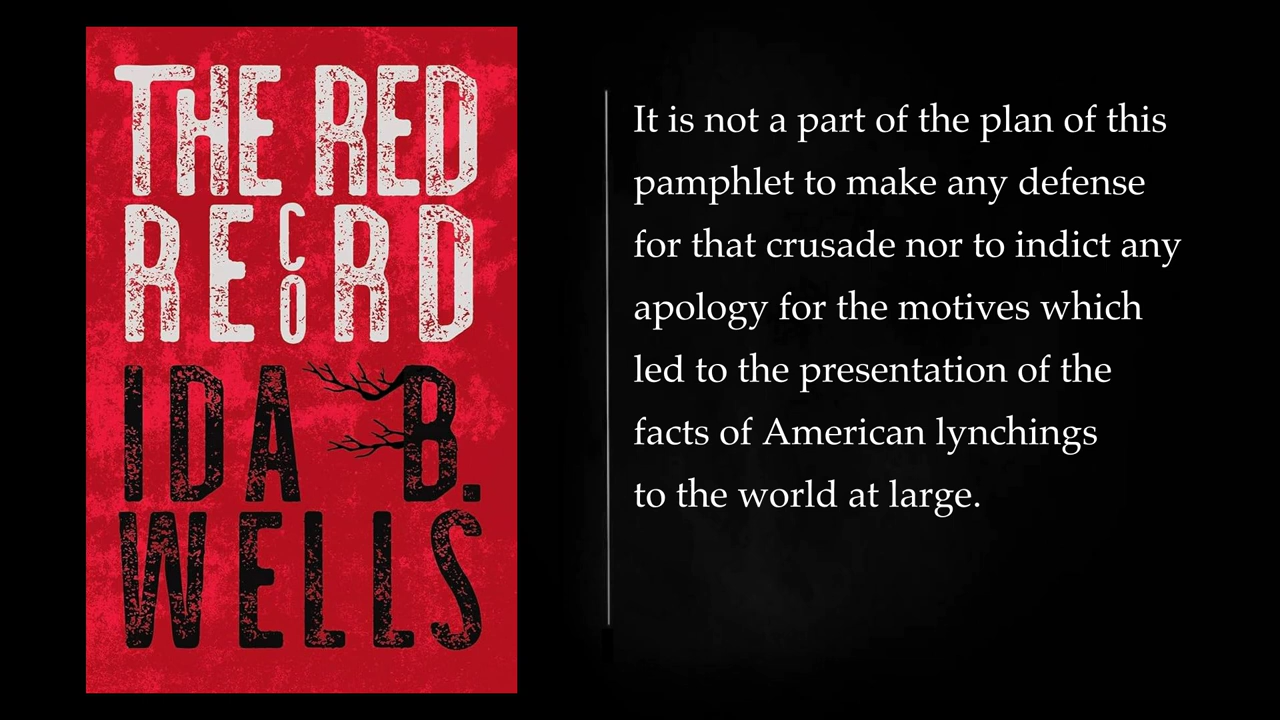 THE RED
RECORD
IDA B.
WELLS
It is not a part of the plan of this
pamphlet to make any defense
for that crusade nor to indict any
apology for the motives which
led to the presentation of the
facts of American lynchings
to the world at large.